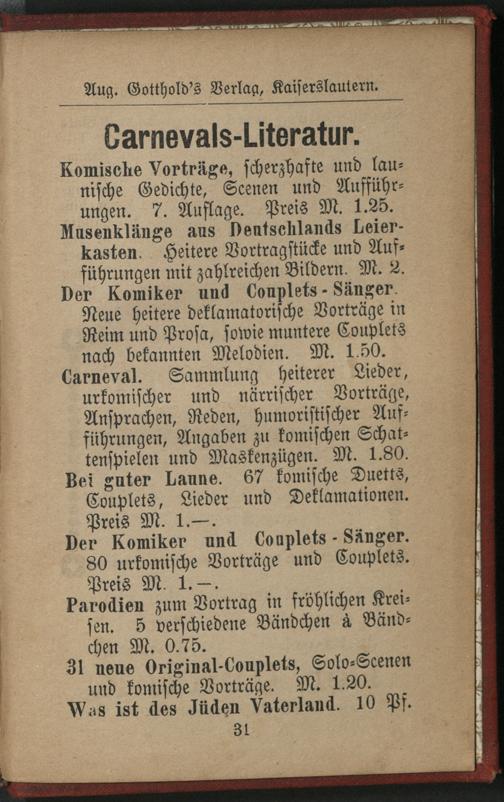 Aug. Gotthold's Verlag, Kaiserslautern.
Carnevals-Literatur.
Komische Vorträge, scherzhafte und lau-
nische Gedichte, Scenen und Aufführ-
ungen. 7. Auflage. Preis M. 1.25.
Musenklänge aus Deutschlands Leier-
kasten. Heitere Vortragstücke und Auf-
führungen mit zahlreichen Bildern. M. 2.
Der Komiker und Couplets-Sänger.
Neue heitere deklamatorische Vorträge in
Reim und Prosa, sowie muntere Couplets
nach bekannten Melodien. M. 1.50.
Carneval. Sammlung heiterer Lieder,
urkomischer und närrischer Vorträge,
Ansprachen, Reden, humoristischer Auf-
führungen, Angaben zu komischen Schat-
tenspielen und Maskenzügen. M. 1.80.
Bei guter Laune. 67 komische Duetts,
Couplets, Lieder und Deklamationen.
Preis M. 1.—.
Der Komiker und Couplets-Sänger.
80 urkomische Vorträge und Couplets.
Preis M. 1.—.
Parodien zum Vortrag in fröhlichen Krei-
sen. 5 verschiedene Bändchen à Bänd-
chen M. 0.75.
31 neue Original-Couplets, Solo-Scenen
und komische Vorträge. M. 1.20.
Was ist des Jüden Vaterland. 10 Pf.
31